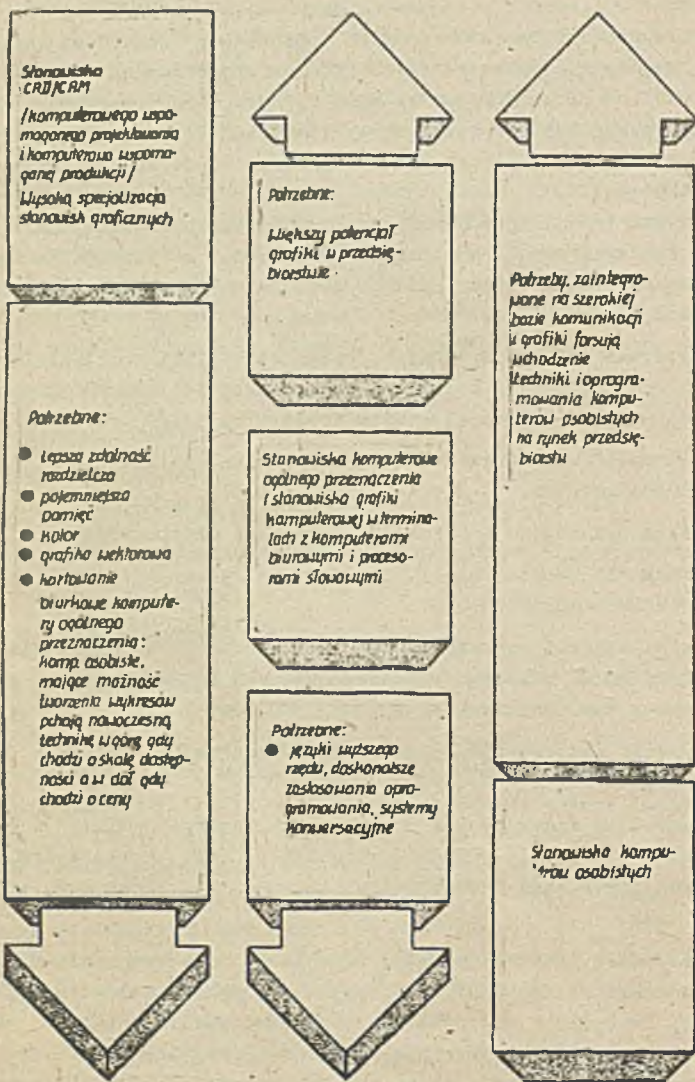 Stanowiska
CAD/CAM
/komputerowego wspo-
maganego projektowania
i komputerowo wspoma-
ganej produkcji/
Wysoka specjalizacja
stanowisk graficznych
Potrzebne:
● lepsza zdolność
rozdzielcza
● pojemniejsza
pamięć
● kolor
● grafika wektorowa
● kartowanie
biurkowe kompute-
ry ogólnego
przeznaczenia:
komp. osobiste,
mające możność
tworzenia wykresów
pchają nowoczesną
technikę w górę gdy
chodzi o skalę dostęp-
ności a w dół gdy
chodzi o ceny
Potrzebne:
Większy potencjał
grafiki w przedsię-
biorstwie
Stanowiska komputerowe
ogólnego przeznaczenia
i stanowiska grafiki
komputerowej w termina-
lach z komputerami
biurowymi i proceso-
rami słowowymi
Potrzebne:
● języki wyższego
rzędu, doskonalsze
zastosowania opro-
gramowania, systemy
konwersacyjne
Potrzeby, zaintegro-
wane na szerokiej
bazie komunikacji
i grafiki forsują
wchodzenie
techniki i oprogra-
mowania kompu-
terów osobistych
na rynek przedsię-
biorstw
Stanowiska kompu-
terów osobistych